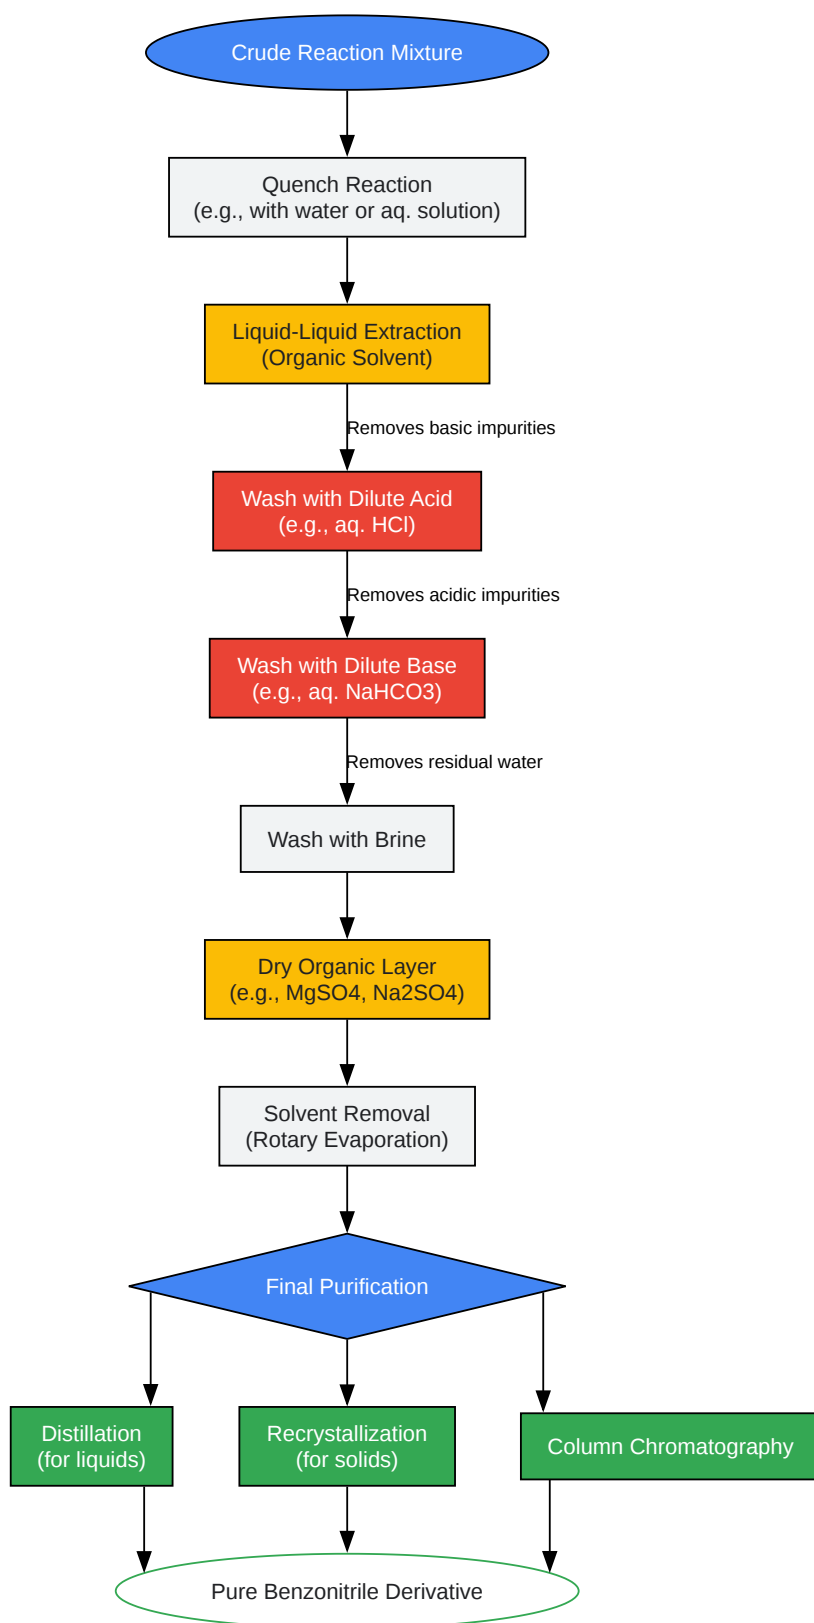 Crude Reaction Mixture
Quench Reaction
(e.g., with water or aq. solution)
Liquid-Liquid Extraction
(Organic Solvent)
Removes basic impurities
Wash with Dilute Acid
(e.g., aq. HCl)
Removes acidic impurities
Wash with Dilute Base
(e.g., aq. NaHCO3)
Removes residual water
Wash with Brine
Dry Organic Layer
(e.g., MgSO4, Na2SO4)
Solvent Removal
(Rotary Evaporation)
Final Purification
Distillation
(for liquids)
Recrystallization
(for solids)
Column Chromatography
Pure Benzonitrile Derivative